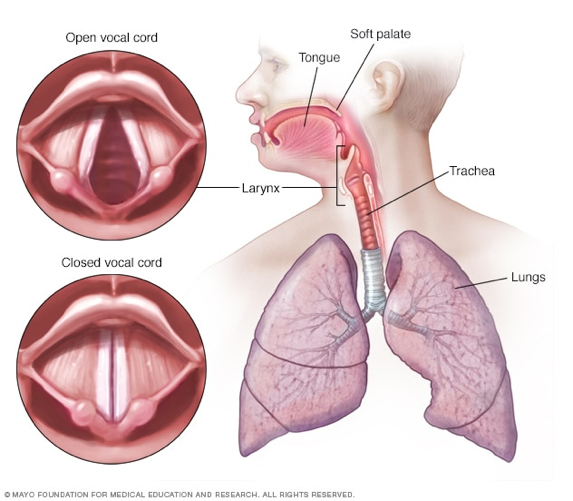 Open vocal cord
Soft palate
Tongue
Trachea
Larynx
Closed vocal cord
Lungs
© MAYO FOUNDATION FOR MEDICAL EDUCATION AND RESEARCH. ALL RIGHTS RESERVED.